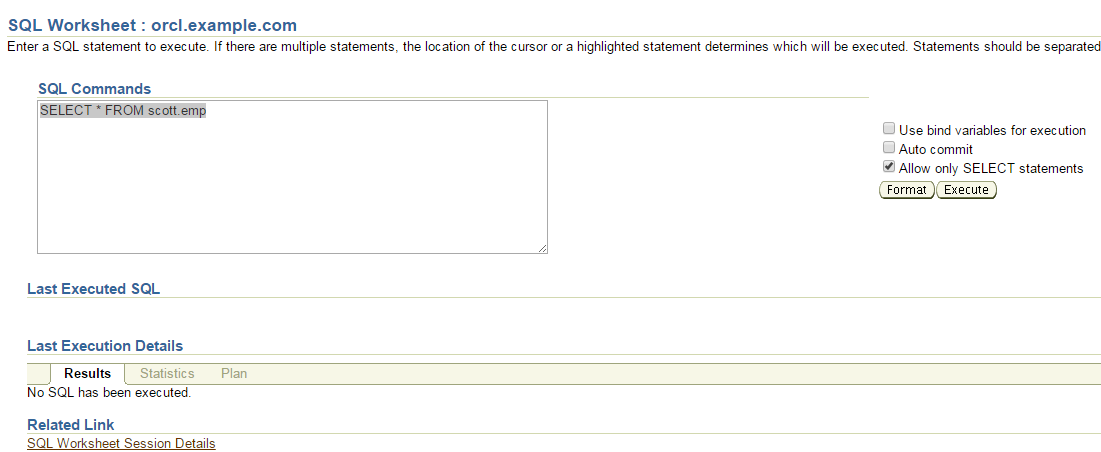 SQL Worksheet : orcl.example.com
Enter a SQL statement to execute. If there are multiple statements, the location of the cursor or a highlighted statement determines which will be executed. Statements should be separated
SQL Commands
SELECT * FROM scott.emp
Use bind variables for execution
Auto commit
Allow only SELECT statements
Format Execute
Last Executed SQL
Last Execution Details
Results Statistics Plan
No SQL has been executed.
Related Link
SQL Worksheet Session Details